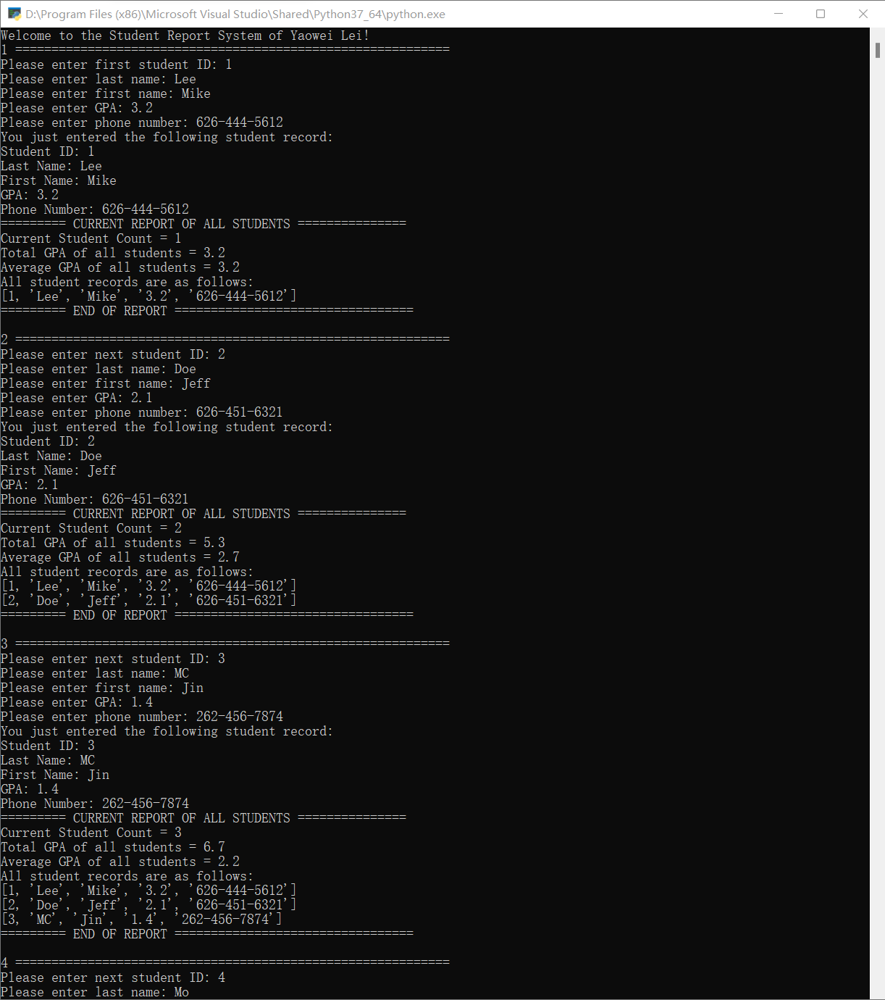 D:\Program Files (x86)\Microsoft Visual Studio\Shared\Python37_64\python.exe
Welcome to the Student Report System of Yaowei Lei!
1 ============================================================
Please enter first student ID: 1
Please enter last name: Lee
Please enter first name: Mike
Please enter GPA: 3.2
Please enter phone number: 626-444-5612
You just entered the following student record:
Student ID: 1
Last Name: Lee
First Name: Mike
GPA: 3.2
Phone Number: 626-444-5612
========= CURRENT REPORT OF ALL STUDENTS ===============
Current Student Count = 1
Total GPA of all students = 3.2
Average GPA of all students = 3.2
All student records are as follows:
[1, 'Lee', 'Mike', '3.2', '626-444-5612']
========= END OF REPORT =================================
2 ============================================================
Please enter next student ID: 2
Please enter last name: Doe
Please enter first name: Jeff
Please enter GPA: 2.1
Please enter phone number: 626-451-6321
You just entered the following student record:
Student ID: 2
Last Name: Doe
First Name: Jeff
GPA: 2.1
Phone Number: 626-451-6321
========= CURRENT REPORT OF ALL STUDENTS ===============
Current Student Count = 2
Total GPA of all students = 5.3
Average GPA of all students = 2.7
All student records are as follows:
[1, 'Lee', 'Mike', '3.2', '626-444-5612']
[2, 'Doe', 'Jeff', '2.1', '626-451-6321']
========= END OF REPORT =================================
3 ============================================================
Please enter next student ID: 3
Please enter last name: MC
Please enter first name: Jin
Please enter GPA: 1.4
Please enter phone number: 262-456-7874
You just entered the following student record:
Student ID: 3
Last Name: MC
First Name: Jin
GPA: 1.4
Phone Number: 262-456-7874
========= CURRENT REPORT OF ALL STUDENTS ===============
Current Student Count = 3
Total GPA of all students = 6.7
Average GPA of all students = 2.2
All student records are as follows:
[1, 'Lee', 'Mike', '3.2', '626-444-5612']
[2, 'Doe', 'Jeff', '2.1', '626-451-6321']
[3, 'MC', 'Jin', '1.4', '262-456-7874']
========= END OF REPORT =================================
4 ============================================================
Please enter next student ID: 4
Please enter last name: Mo